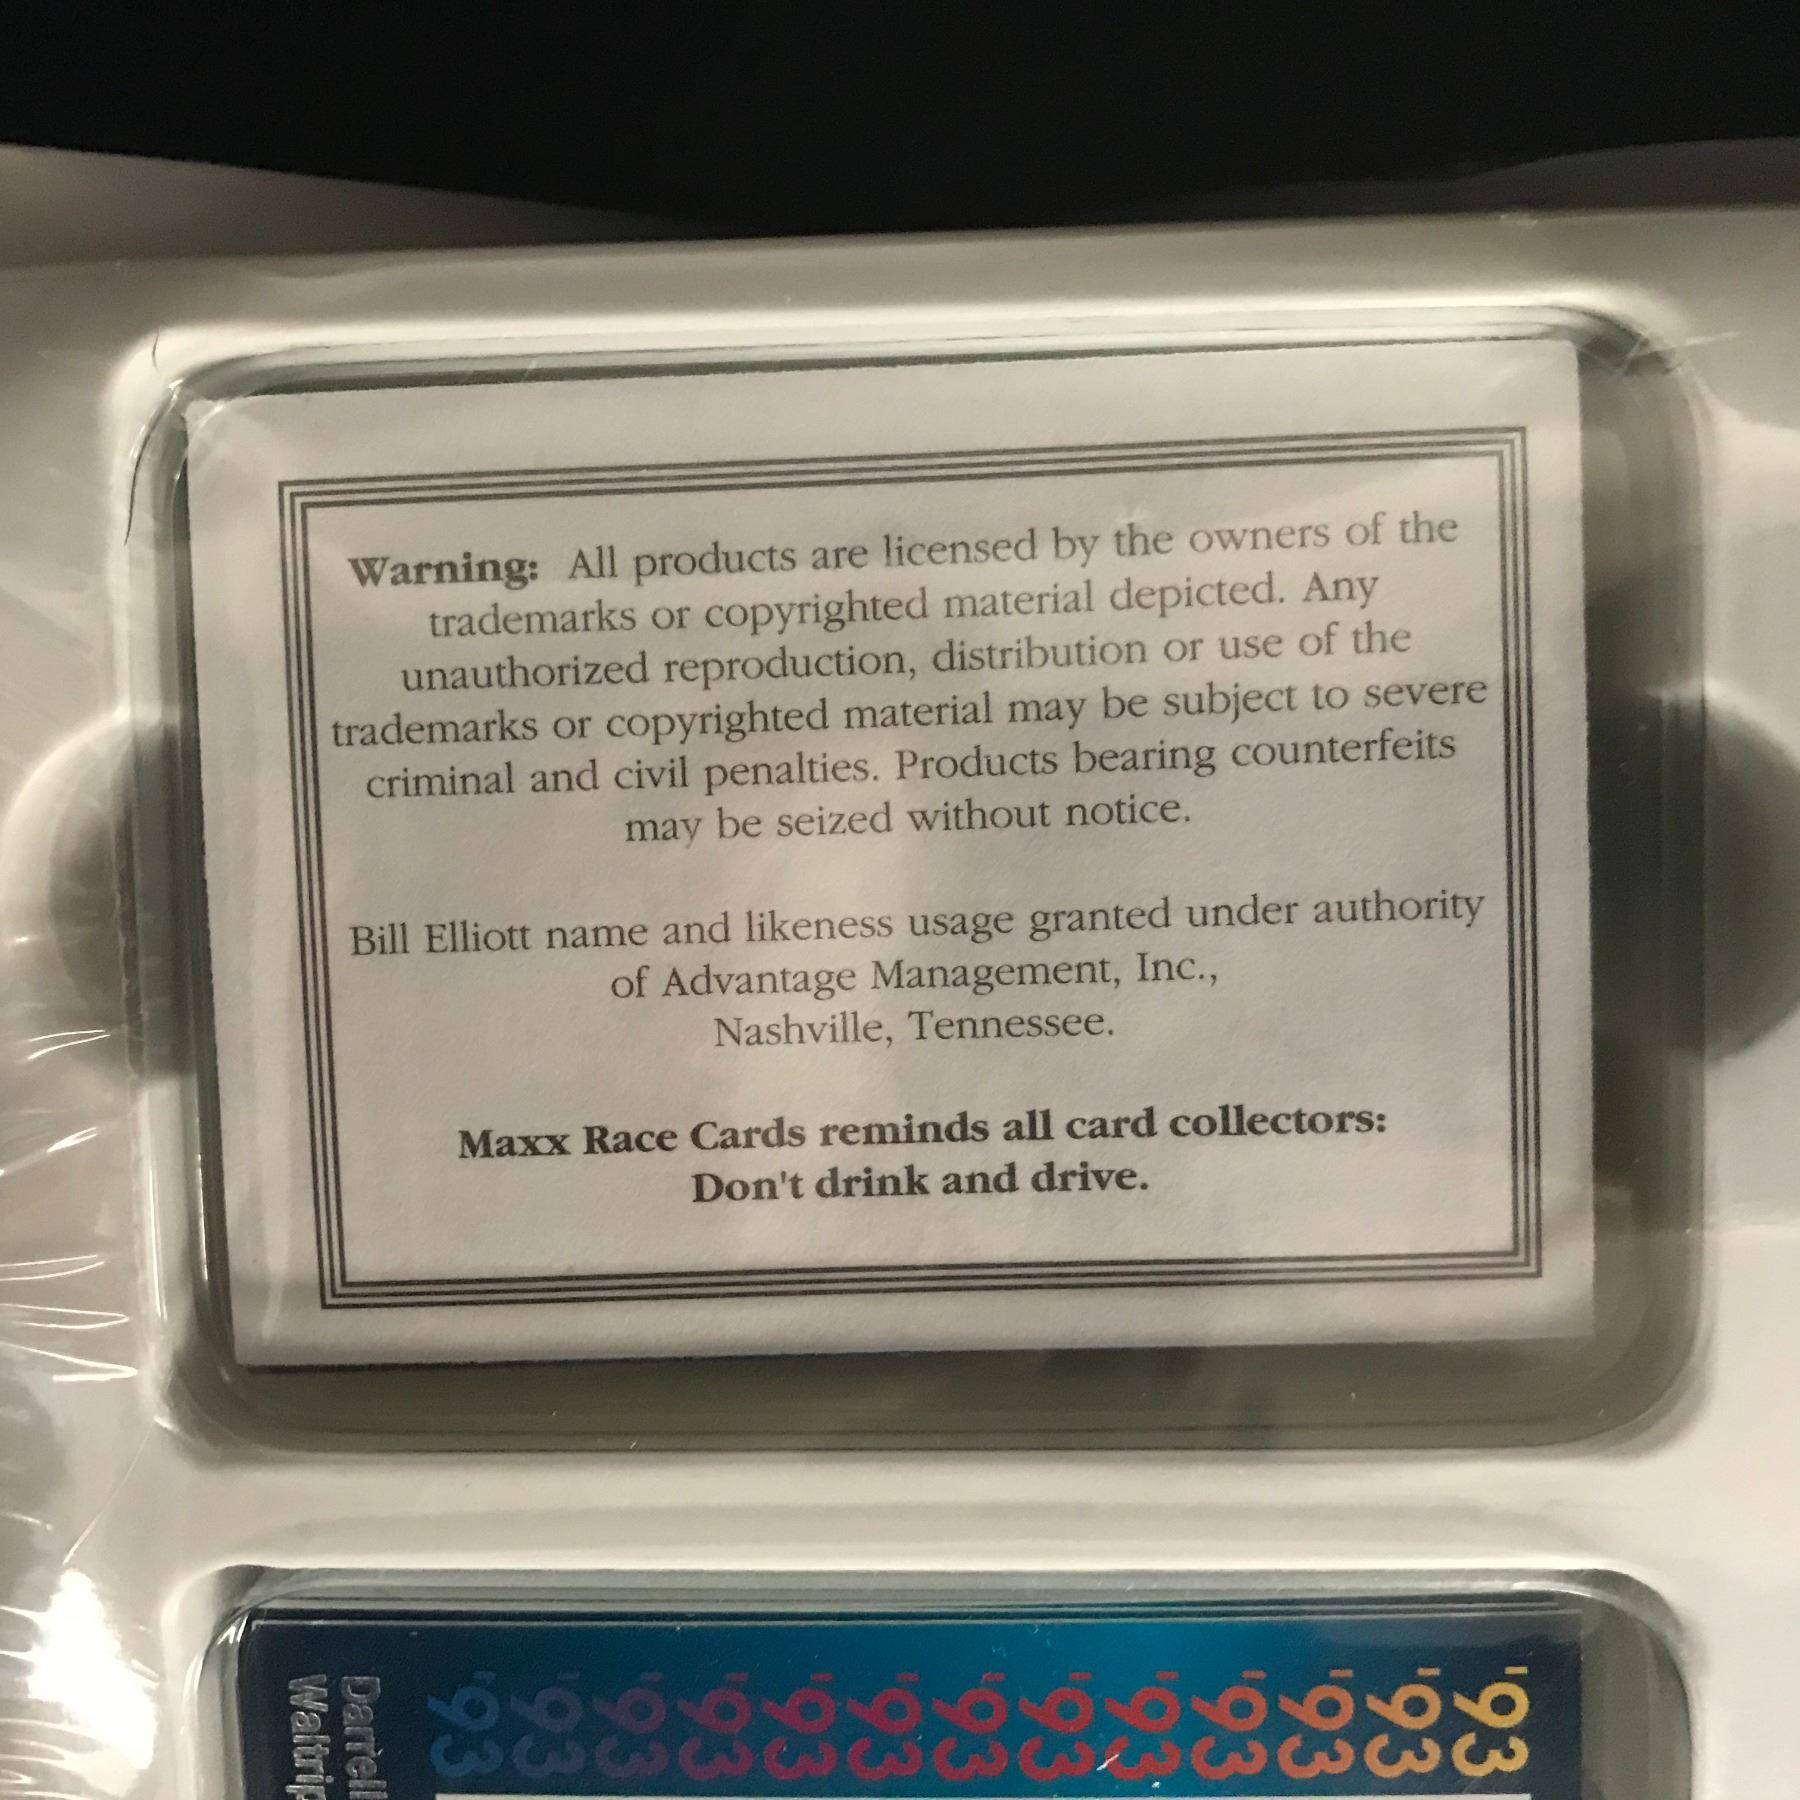 Warning: All products are licensed by the owners of the
trademarks or copyrighted material depicted. Any
unauthorized reproduction, distribution or use of the
trademarks or copyrighted material may be subject to severe
criminal and civil penalties. Products bearing counterfeits
may be seized without notice.
Bill Elliott name and likeness usage granted under authority
of Advantage Management, Inc.,
Nashville, Tennessee.
Maxx Race Cards reminds all card collectors:
Don't drink and drive.
Darrell
Waltrip
'93 '93 '93 '93 '93 '93 '93 '93 '93 '93 '93 '93 '93